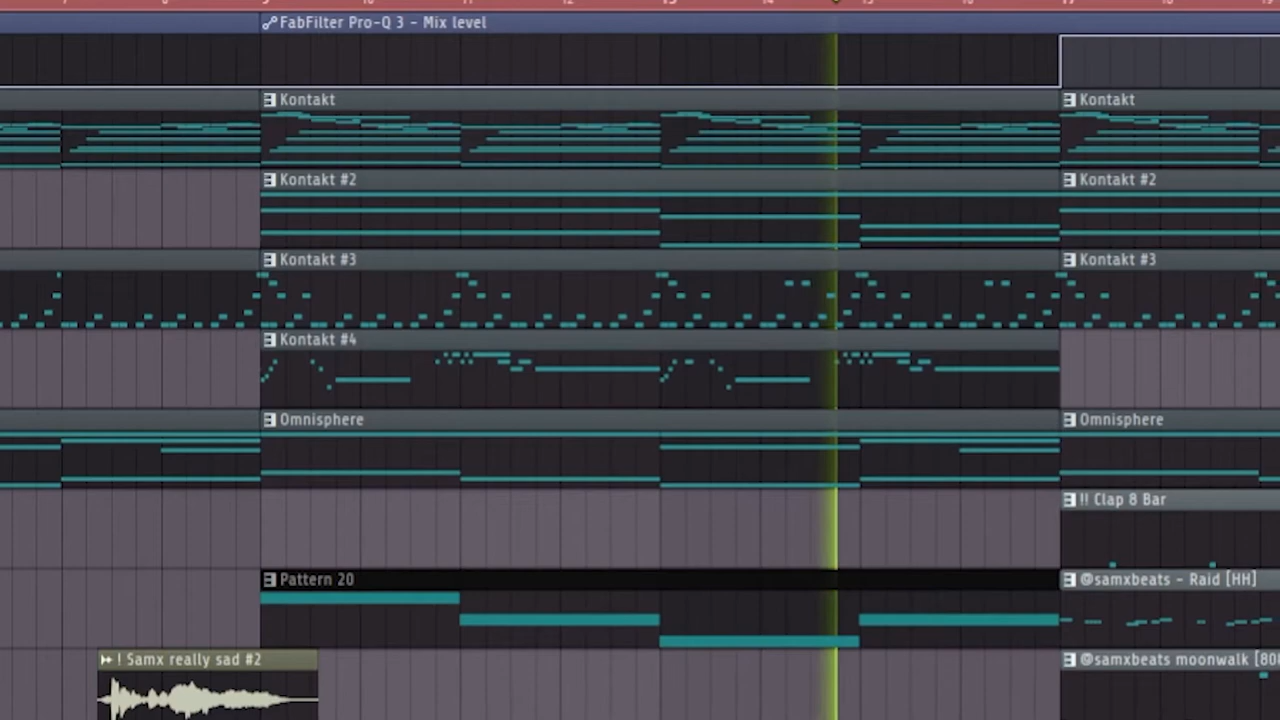 FabFilter Pro-Q 3 - Mix level
Kontakt
Kontakt
Kontakt #2
Kontakt #2
Kontakt #3
Kontakt #3
Kontakt #4
Omnisphere
Omnisphere
!! Clap 8 Bar
Pattern 20
@samxbeats - Raid [HH]
! Samx really sad #2
@samxbeats moonwalk